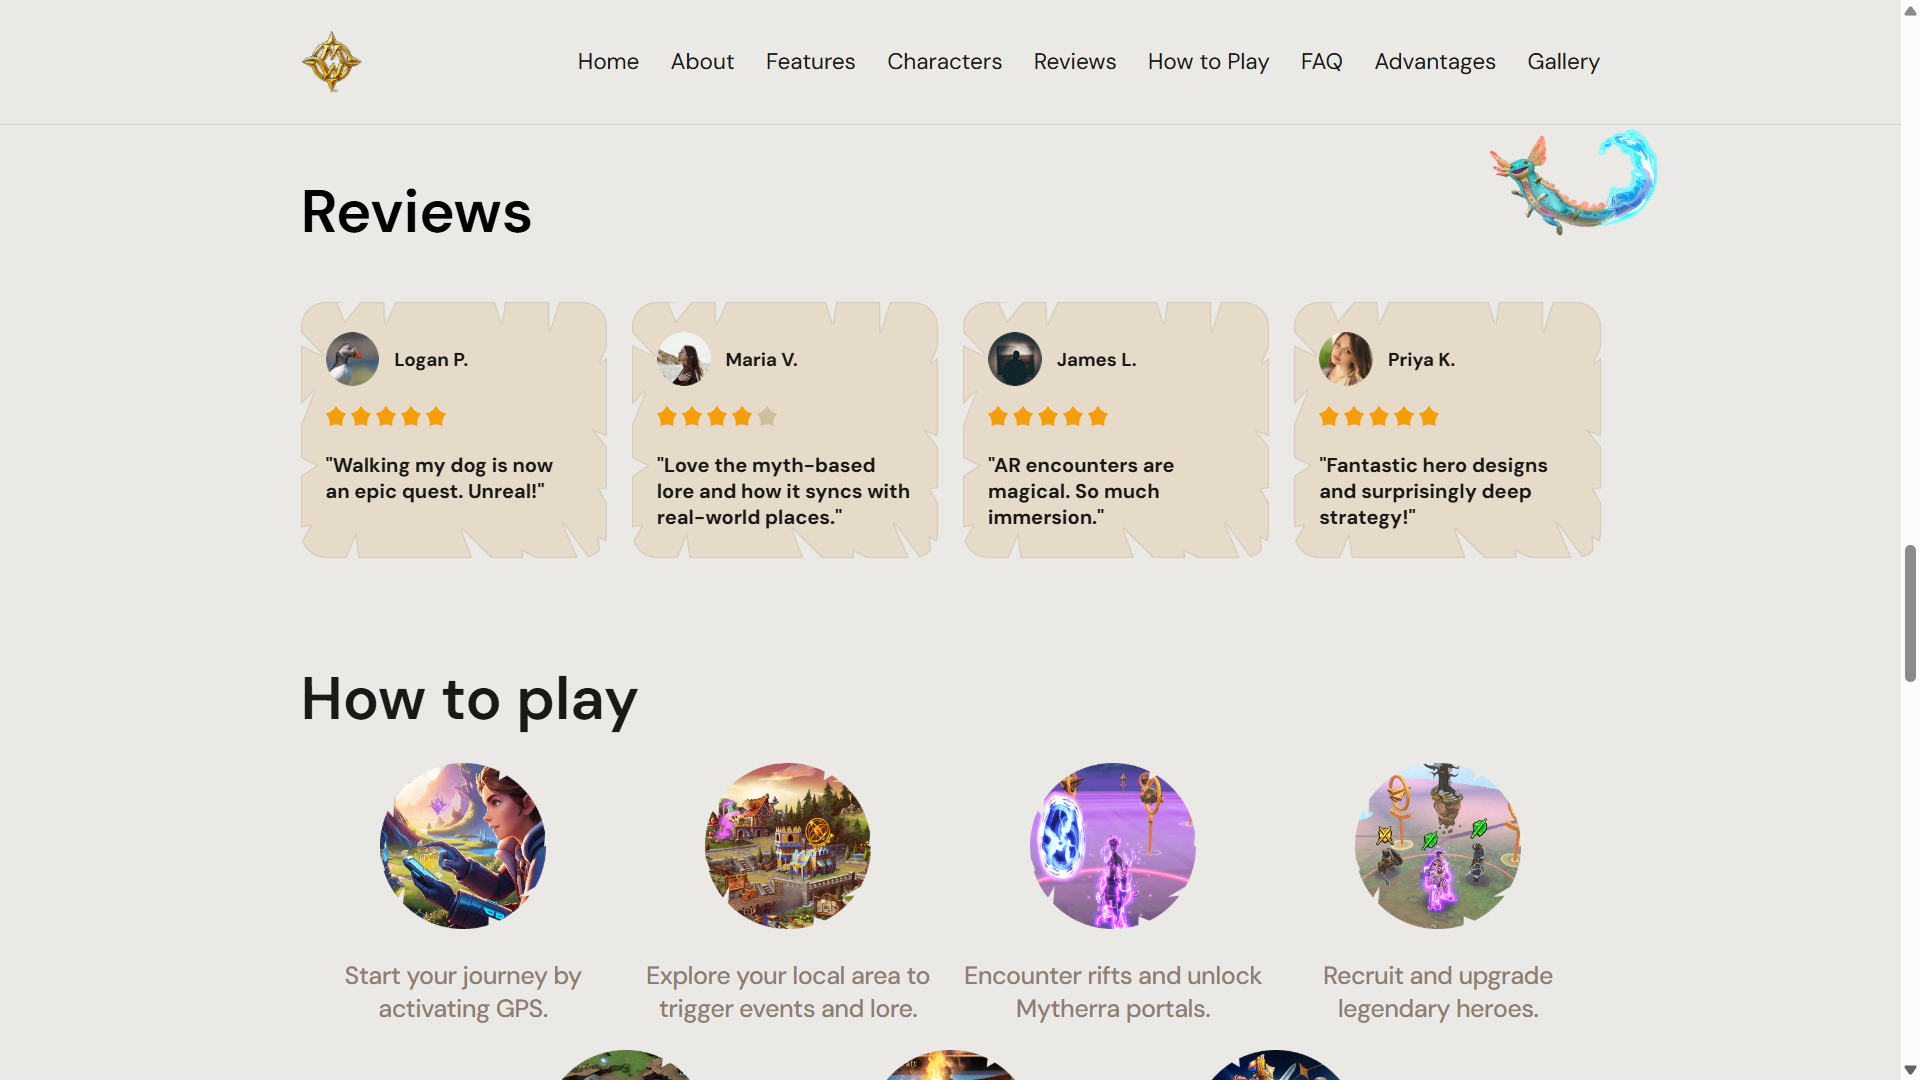 Home About Features Characters Reviews How to Play FAQ Advantages Gallery
Reviews
Logan P.
"Walking my dog is now
an epic quest. Unreal!"
Maria V.
"Love the myth-based
lore and how it syncs with
real-world places."
James L.
"AR encounters are
magical. So much
immersion."
Priya K.
"Fantastic hero designs
and surprisingly deep
strategy!"
How to play
Start your journey by
activating GPS.
Explore your local area to
trigger events and lore.
Encounter rifts and unlock
Mytherra portals.
Recruit and upgrade
legendary heroes.